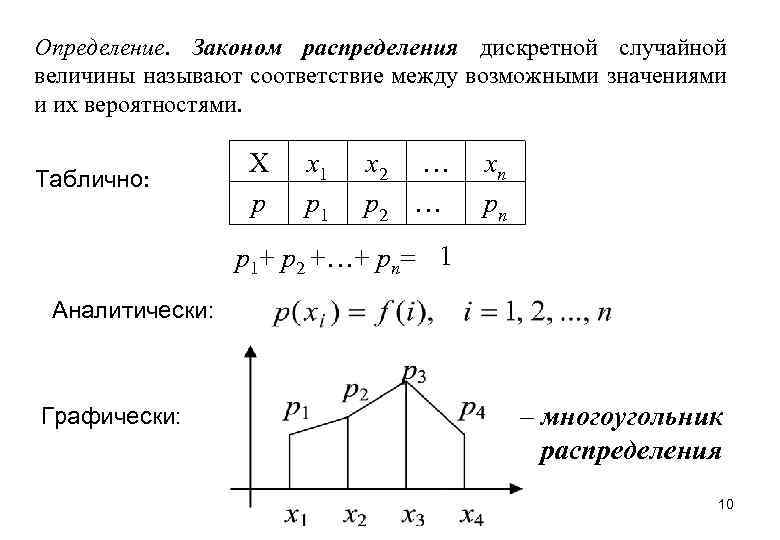 Определение. Законом распределения дискретной случайной
величины называют соответствие между возможными значениями
и их вероятностями.
Таблично:
X x1 x2 … xn
p p1 p2 … pn
p1+ p2 +…+ pn= 1
Аналитически: p(xi) = f(i), i = 1, 2, ..., n
Графически:
p1 p2 p3 p4
x1 x2 x3 x4
– многоугольник
распределения
10